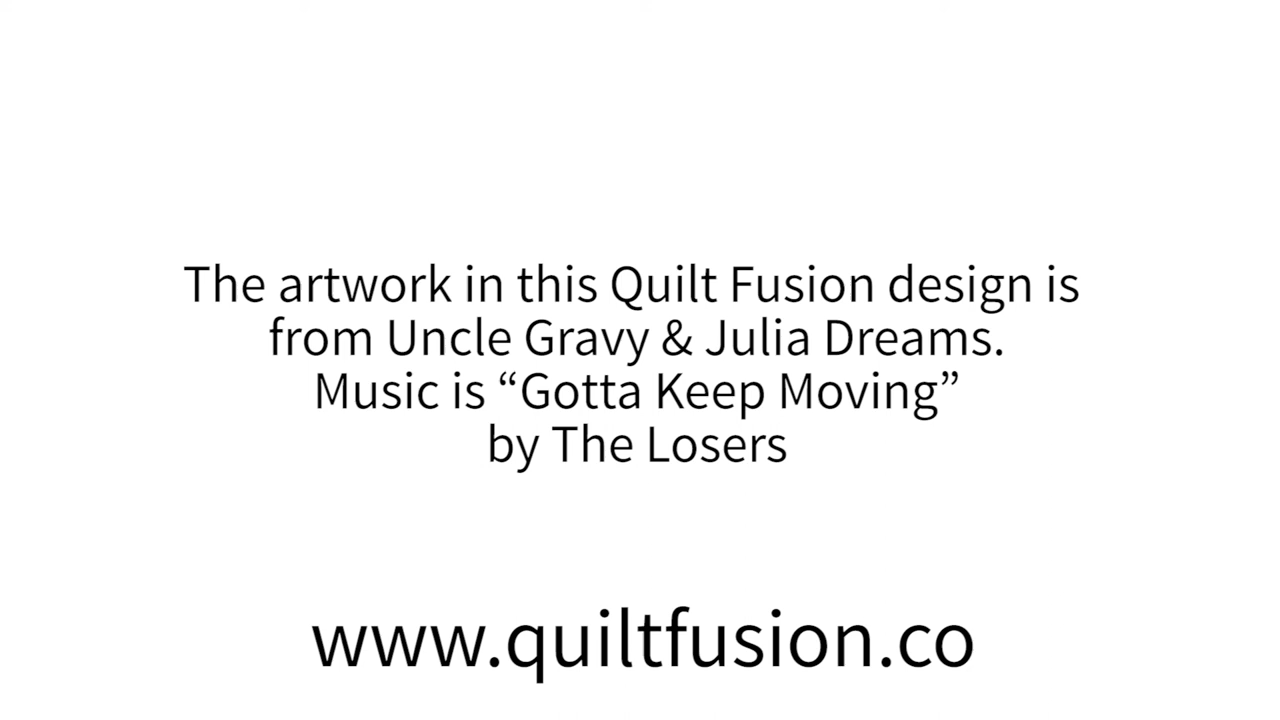 The artwork in this Quilt Fusion design is
from Uncle Gravy & Julia Dreams.
Music is “Gotta Keep Moving”
by The Losers
www.quiltfusion.co